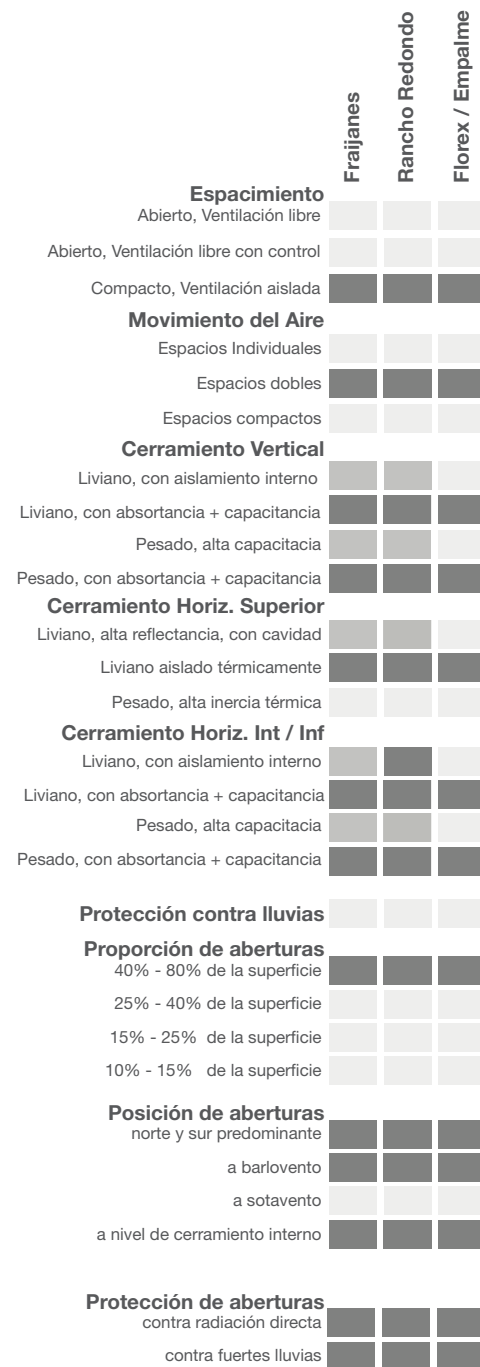 Fraijanes
Rancho Redondo
Florex / Empalme
Espacimiento
Abierto, Ventilación libre
Abierto, Ventilación libre con control
Compacto, Ventilación aislada
Movimiento del Aire
Espacios Individuales
Espacios dobles
Espacios compactos
Cerramiento Vertical
Liviano, con aislamiento interno
Liviano, con absortancia + capacitancia
Pesado, alta capacitacia
Pesado, con absortancia + capacitancia
Cerramiento Horiz. Superior
Liviano, alta reflectancia, con cavidad
Liviano aislado térmicamente
Pesado, alta inercia térmica
Cerramiento Horiz. Int / Inf
Liviano, con aislamiento interno
Liviano, con absortancia + capacitancia
Pesado, alta capacitacia
Pesado, con absortancia + capacitancia
Protección contra lluvias
Proporción de aberturas
40% - 80% de la superficie
25% - 40% de la superficie
15% - 25% de la superficie
10% - 15% de la superficie
Posición de aberturas
norte y sur predominante
a barlovento
a sotavento
a nivel de cerramiento interno
Protección de aberturas
contra radiación directa
contra fuertes lluvias